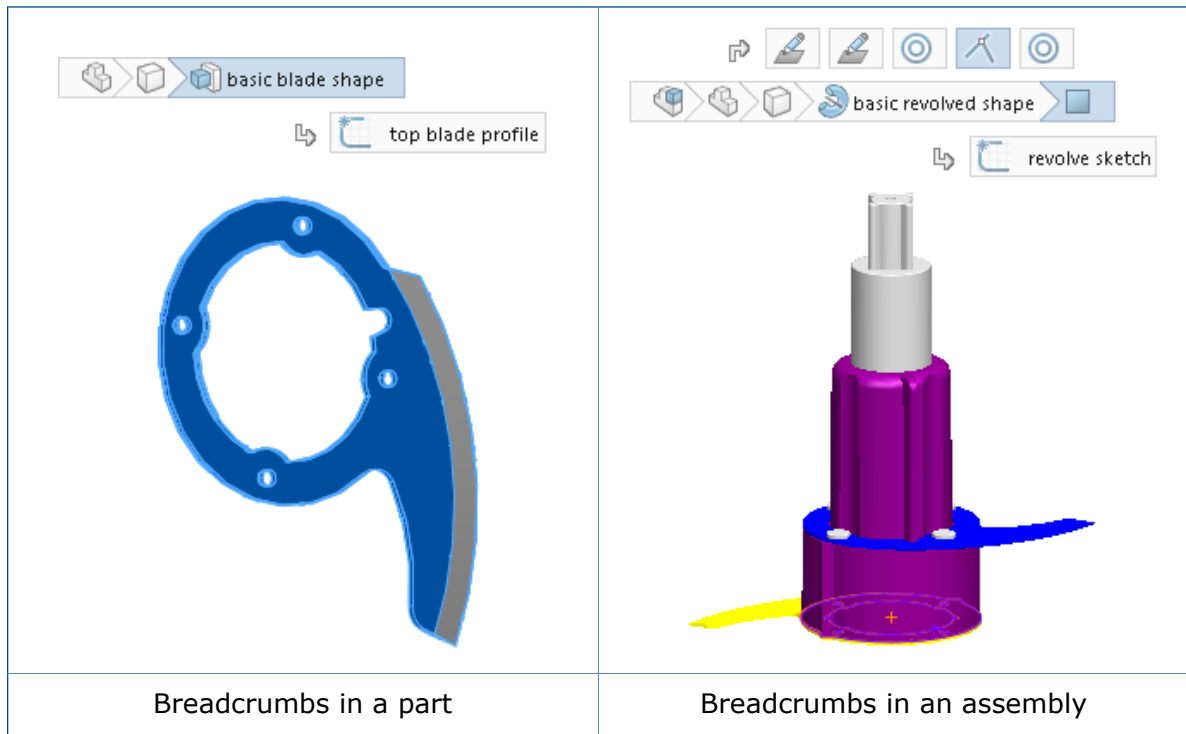 basic blade shape
top blade profile
basic revolved shape
revolve sketch
Breadcrumbs in a part
Breadcrumbs in an assembly